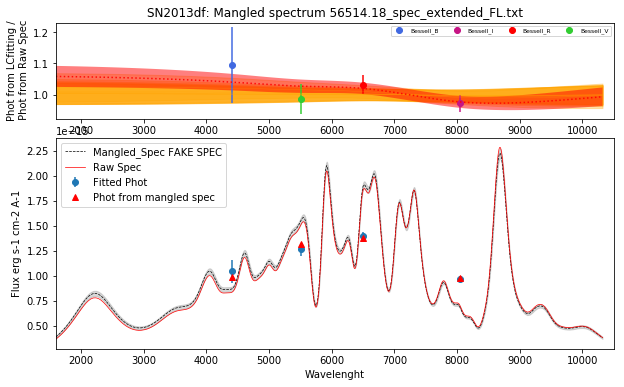 SN2013df: Mangled spectrum 56514.18_spec_extended_FL.txt
Phot from LCfitting /
Phot from Raw Spec
1.2
1.1
1.0
Bessell_B
Bessell_I
Bessell_R
Bessell_V
2000 3000 4000 5000 6000 7000 8000 9000 10000
Flux erg s-1 cm-2 A-1
2.25
2.00
1.75
1.50
1.25
1.00
0.75
0.50
Mangled_Spec FAKE SPEC
Raw Spec
Fitted Phot
Phot from mangled spec
2000 3000 4000 5000 6000 7000 8000 9000 10000
Wavelenght